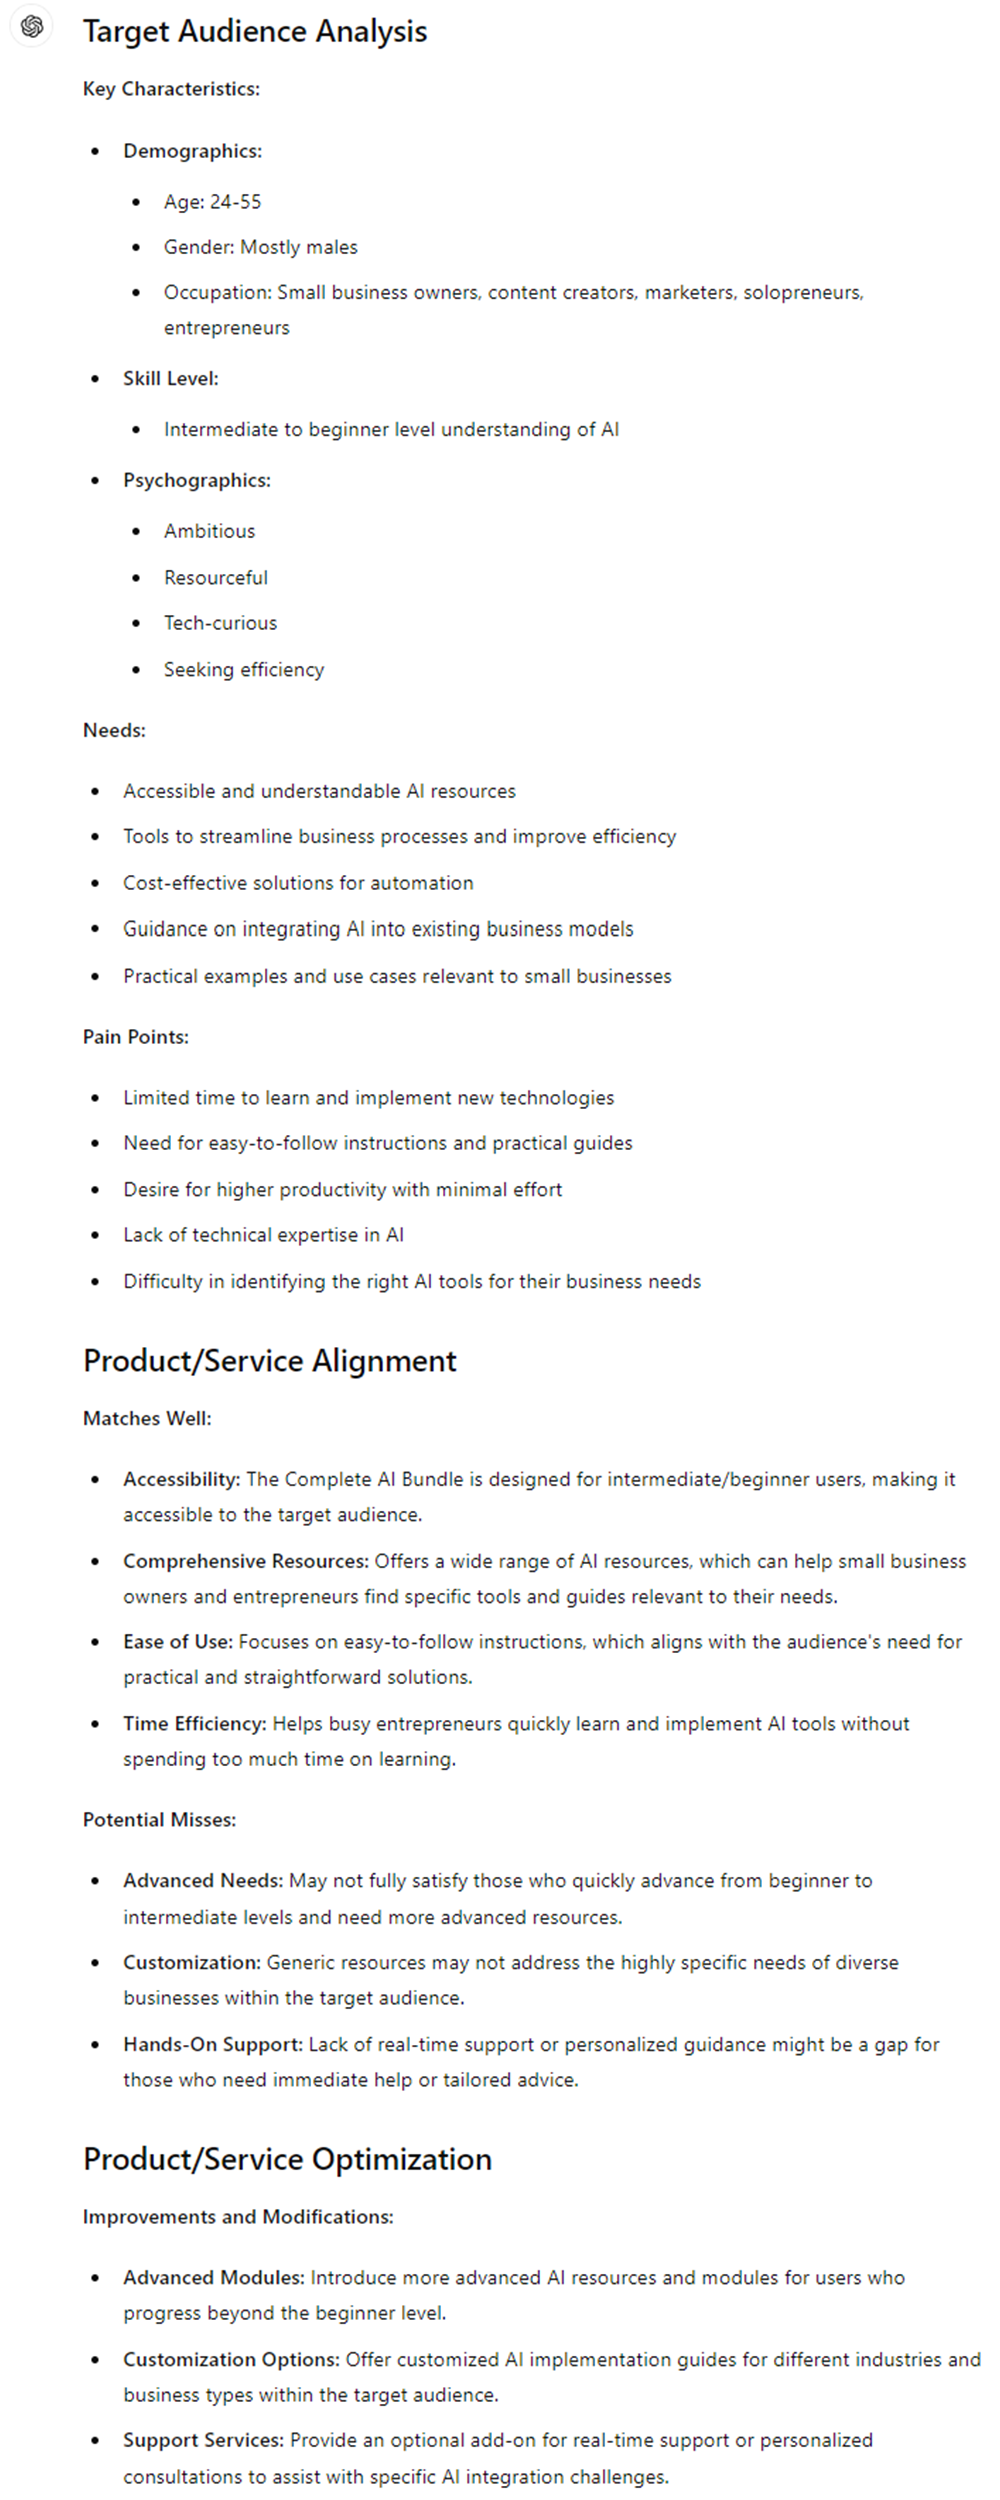 Target Audience Analysis
Key Characteristics:
Demographics:
Age: 24-55
Gender: Mostly males
Occupation: Small business owners, content creators, marketers, solopreneurs,
entrepreneurs
Skill Level:
Intermediate to beginner level understanding of AI
Psychographics:
Ambitious
Resourceful
Tech-curious
Seeking efficiency
Needs:
Accessible and understandable AI resources
Tools to streamline business processes and improve efficiency
Cost-effective solutions for automation
Guidance on integrating AI into existing business models
Practical examples and use cases relevant to small businesses
Pain Points:
Limited time to learn and implement new technologies
Need for easy-to-follow instructions and practical guides
Desire for higher productivity with minimal effort
Lack of technical expertise in AI
Difficulty in identifying the right AI tools for their business needs
Product/Service Alignment
Matches Well:
Accessibility: The Complete AI Bundle is designed for intermediate/beginner users, making it
accessible to the target audience.
Comprehensive Resources: Offers a wide range of AI resources, which can help small business
owners and entrepreneurs find specific tools and guides relevant to their needs.
Ease of Use: Focuses on easy-to-follow instructions, which aligns with the audience's need for
practical and straightforward solutions.
Time Efficiency: Helps busy entrepreneurs quickly learn and implement AI tools without
spending too much time on learning.
Potential Misses:
Advanced Needs: May not fully satisfy those who quickly advance from beginner to
intermediate levels and need more advanced resources.
Customization: Generic resources may not address the highly specific needs of diverse
businesses within the target audience.
Hands-On Support: Lack of real-time support or personalized guidance might be a gap for
those who need immediate help or tailored advice.
Product/Service Optimization
Improvements and Modifications:
Advanced Modules: Introduce more advanced AI resources and modules for users who
progress beyond the beginner level.
Customization Options: Offer customized AI implementation guides for different industries and
business types within the target audience.
Support Services: Provide an optional add-on for real-time support or personalized
consultations to assist with specific AI integration challenges.